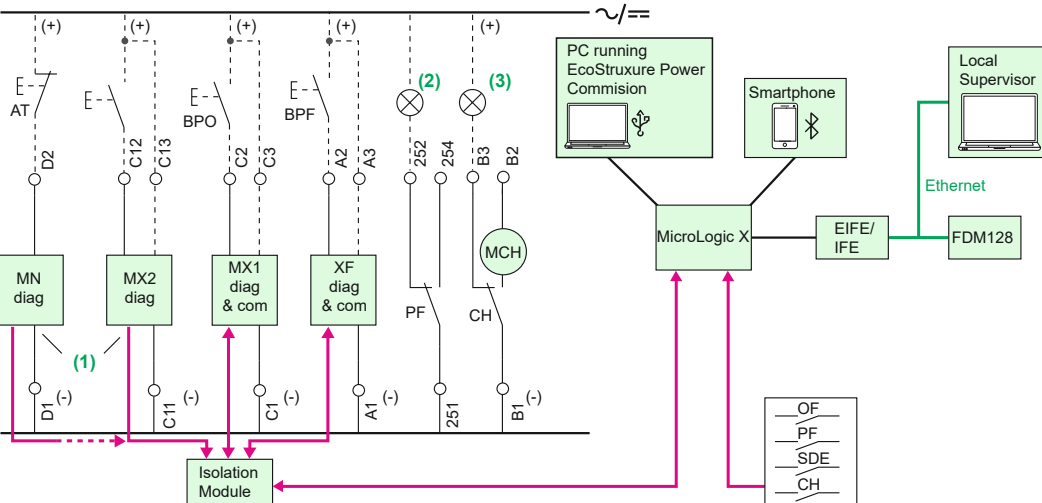 (+)
(+)
(+)
(+)
(+)
AT
BPO
BPF
(2)
(3)
D2
C12
C13
C2
C3
A2
A3
252
254
B3
B2
MN
diag
MX2
diag
MX1
diag
& com
XF
diag
& com
PF
CH
MCH
(1)
D1
(-)
C11
(-)
C1
(-)
A1
(-)
251
B1
(-)
Isolation
Module
PC running
EcoStruxure Power
Commision
Smartphone
Local
Supervisor
Ethernet
MicroLogic X
EIFE/
IFE
FDM128
OF
PF
SDE
CH